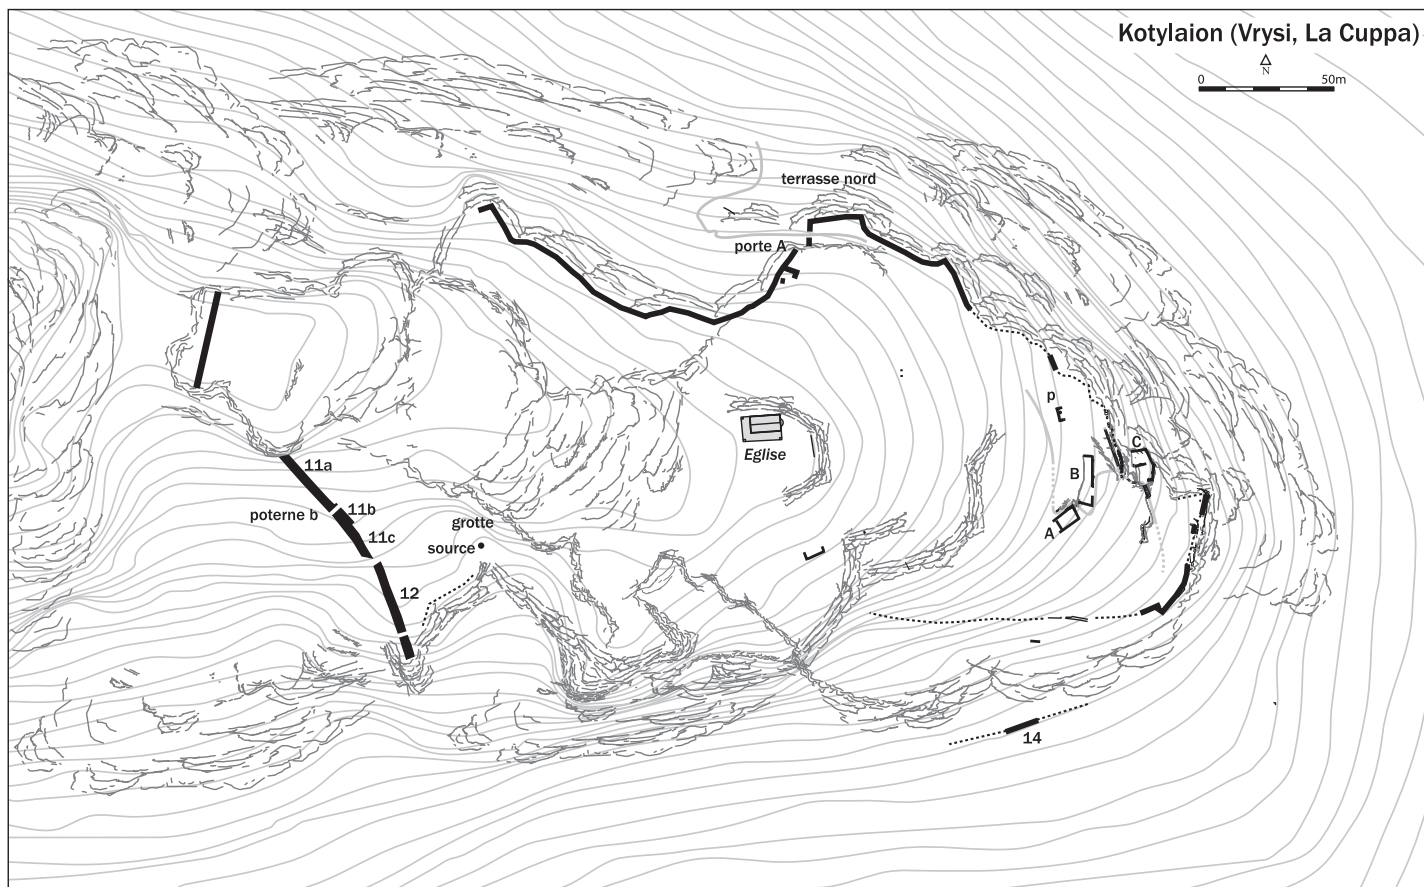 Kotylaion (Vrysi, La Cuppa)
N
0 50m
terrasse nord
porte A
p
C
Eglise
B
11a
11b
poterne b
grotte
A
11c
source
12
14